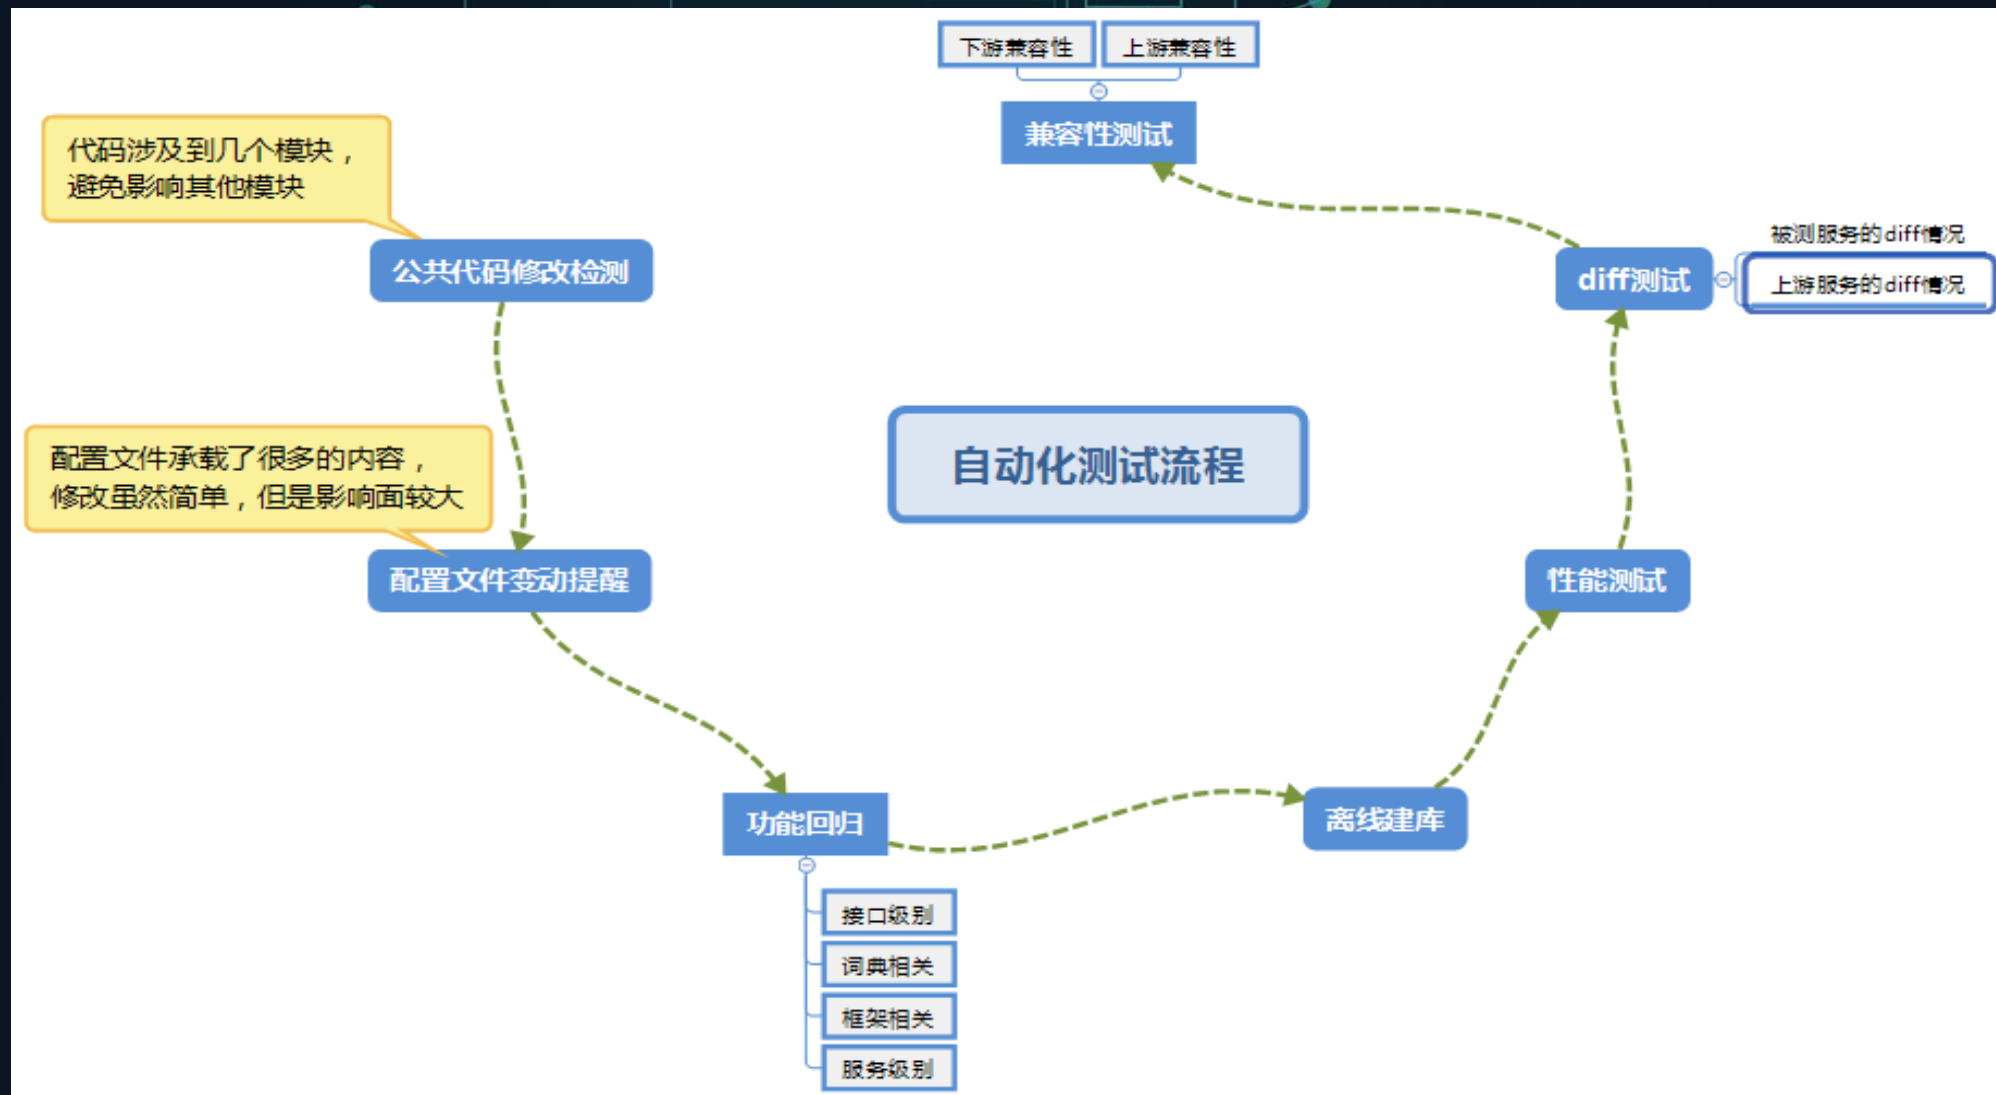 下游兼容性
上游兼容性
兼容性测试
代码涉及到几个模块，
避免影响其他模块
公共代码修改检测
被测服务的diff情况
diff测试
上游服务的diff情况
自动化测试流程
配置文件承载了很多的内容，
修改虽然简单，但是影响面较大
配置文件变动提醒
性能测试
功能回归
离线建库
接口级别
词典相关
框架相关
服务级别